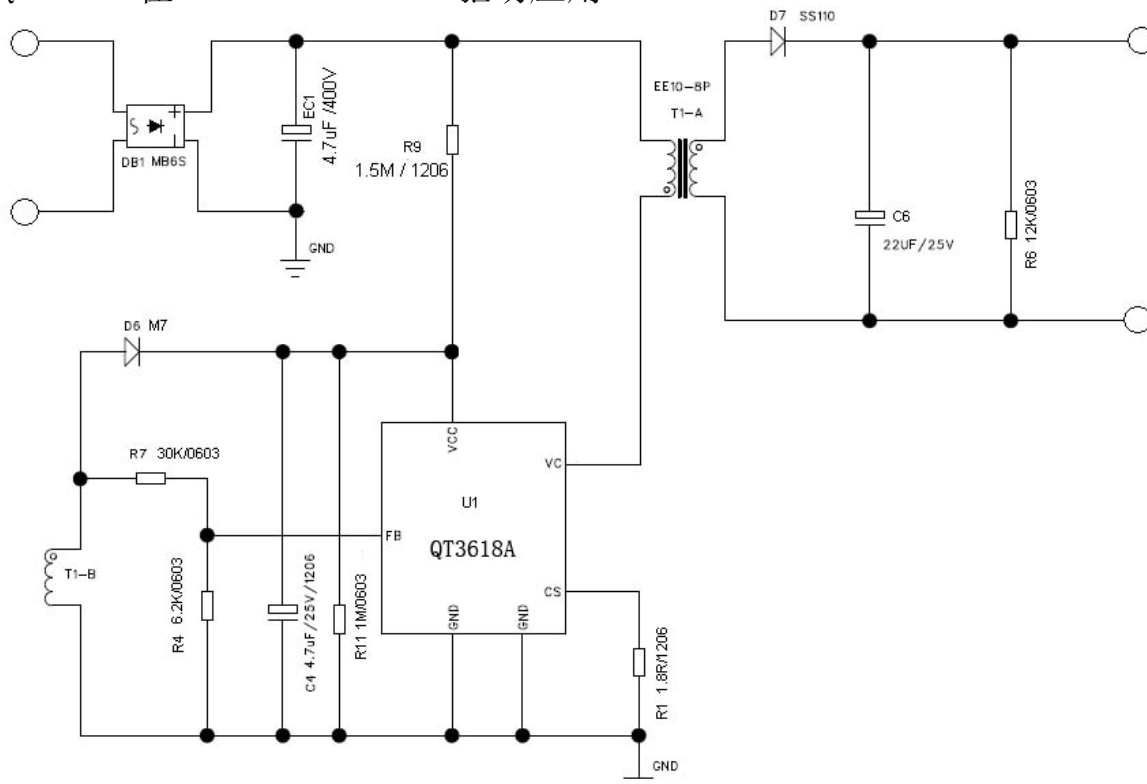 D7 SS110
EE10-8P
T1-A
EC1
4.7uF /400V
R9
1.5M / 1206
DB1 MB6S
GND
C6
22UF/25V
R6 12K/0603
D6 M7
R7 30K/0603
VCC
VC
U1
QT3618A
FB
CS
GND
GND
T1-B
R4 6.2K/0603
C4 4.7uF/25V/1206
R11 1M/0603
R1 1.8R/1206
GND